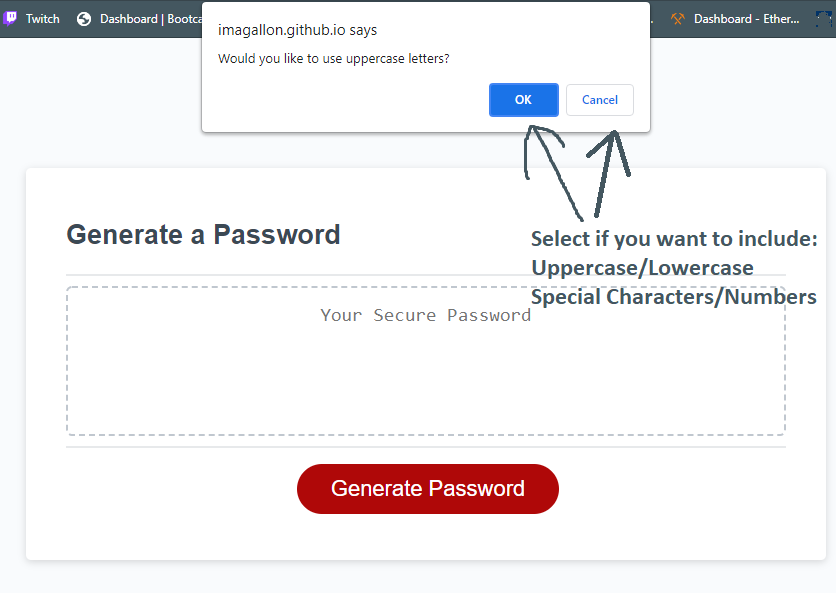 Twitch
Dashboard | Bootca
Dashboard - Ether...
imagallon.github.io says
Would you like to use uppercase letters?
OK
Cancel
Generate a Password
Select if you want to include:
Uppercase/Lowercase
Special Characters/Numbers
Your Secure Password
Generate Password